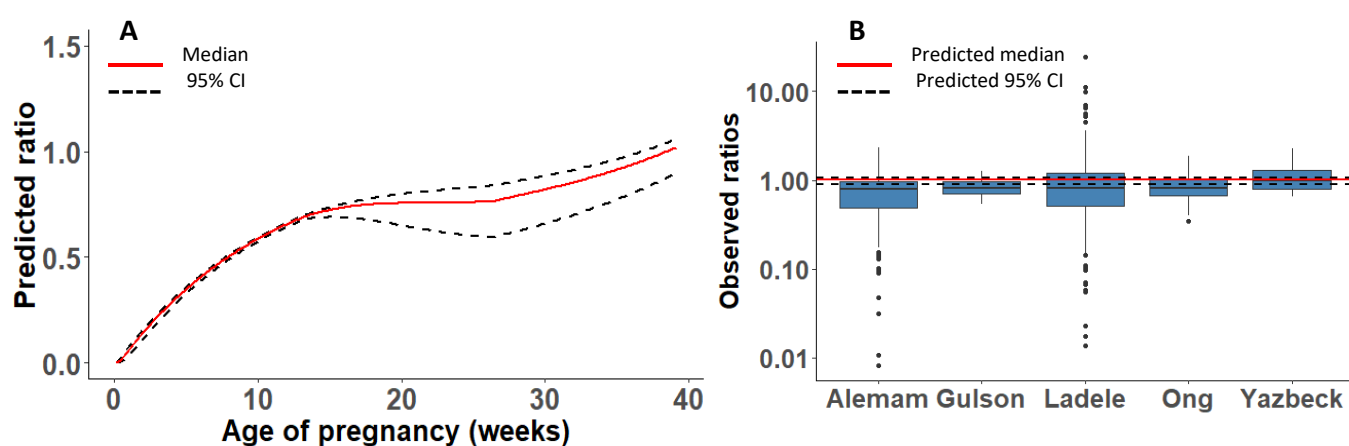 A
Median
95% CI
1.5
1.0
0.5
0.0
Predicted ratio
0
10
20
30
40
Age of pregnancy (weeks)
B
Predicted median
Predicted 95% CI
10.00
1.00
0.10
0.01
Observed ratios
Alemam Gulson Ladele Ong Yazbeck